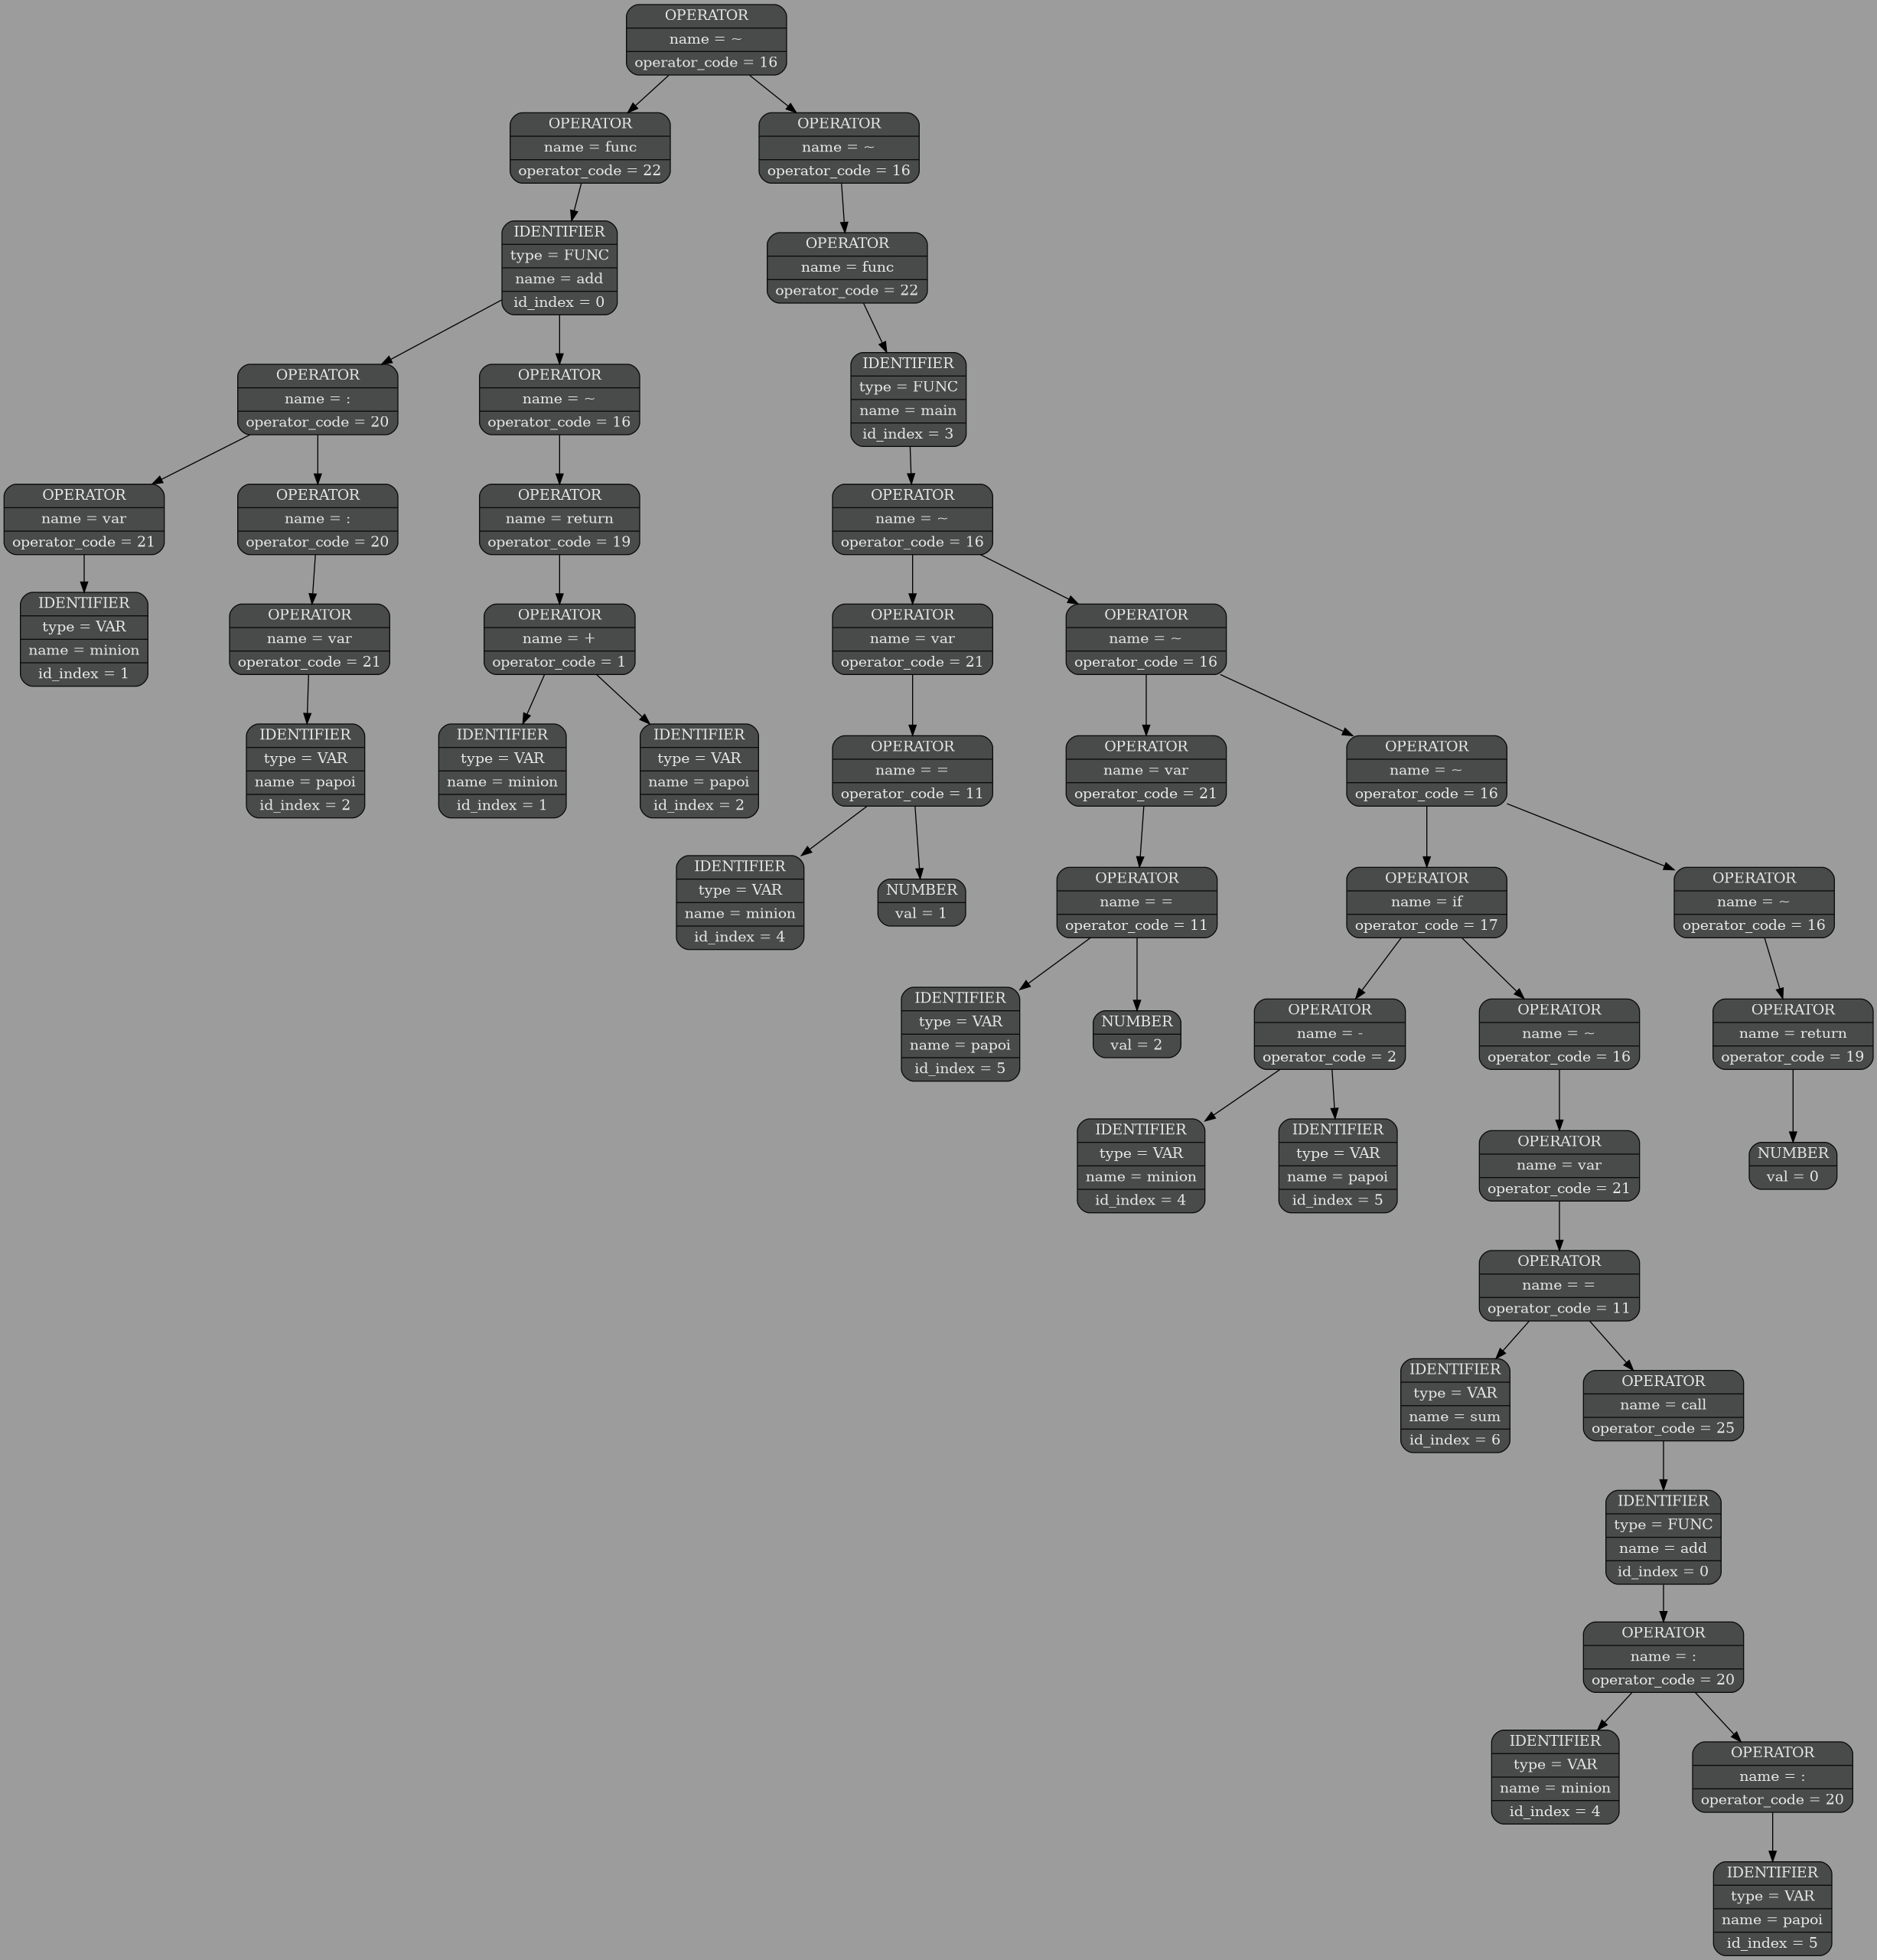 OPERATOR
name = ~
operator_code = 16
OPERATOR
name = func
operator_code = 22
OPERATOR
name = ~
operator_code = 16
IDENTIFIER
type = FUNC
name = add
id_index = 0
OPERATOR
name = func
operator_code = 22
OPERATOR
name = :
operator_code = 20
OPERATOR
name = ~
operator_code = 16
IDENTIFIER
type = FUNC
name = main
id_index = 3
OPERATOR
name = var
operator_code = 21
OPERATOR
name = :
operator_code = 20
OPERATOR
name = return
operator_code = 19
OPERATOR
name = ~
operator_code = 16
IDENTIFIER
type = VAR
name = minion
id_index = 1
OPERATOR
name = var
operator_code = 21
OPERATOR
name = +
operator_code = 1
OPERATOR
name = var
operator_code = 21
OPERATOR
name = ~
operator_code = 16
IDENTIFIER
type = VAR
name = papoi
id_index = 2
IDENTIFIER
type = VAR
name = minion
id_index = 1
IDENTIFIER
type = VAR
name = papoi
id_index = 2
OPERATOR
name = =
operator_code = 11
OPERATOR
name = var
operator_code = 21
OPERATOR
name = ~
operator_code = 16
IDENTIFIER
type = VAR
name = minion
id_index = 4
NUMBER
val = 1
OPERATOR
name = =
operator_code = 11
OPERATOR
name = if
operator_code = 17
OPERATOR
name = ~
operator_code = 16
IDENTIFIER
type = VAR
name = papoi
id_index = 5
NUMBER
val = 2
OPERATOR
name = -
operator_code = 2
OPERATOR
name = ~
operator_code = 16
OPERATOR
name = return
operator_code = 19
IDENTIFIER
type = VAR
name = minion
id_index = 4
IDENTIFIER
type = VAR
name = papoi
id_index = 5
OPERATOR
name = var
operator_code = 21
NUMBER
val = 0
OPERATOR
name = =
operator_code = 11
IDENTIFIER
type = VAR
name = sum
id_index = 6
OPERATOR
name = call
operator_code = 25
IDENTIFIER
type = FUNC
name = add
id_index = 0
OPERATOR
name = :
operator_code = 20
IDENTIFIER
type = VAR
name = minion
id_index = 4
OPERATOR
name = :
operator_code = 20
IDENTIFIER
type = VAR
name = papoi
id_index = 5